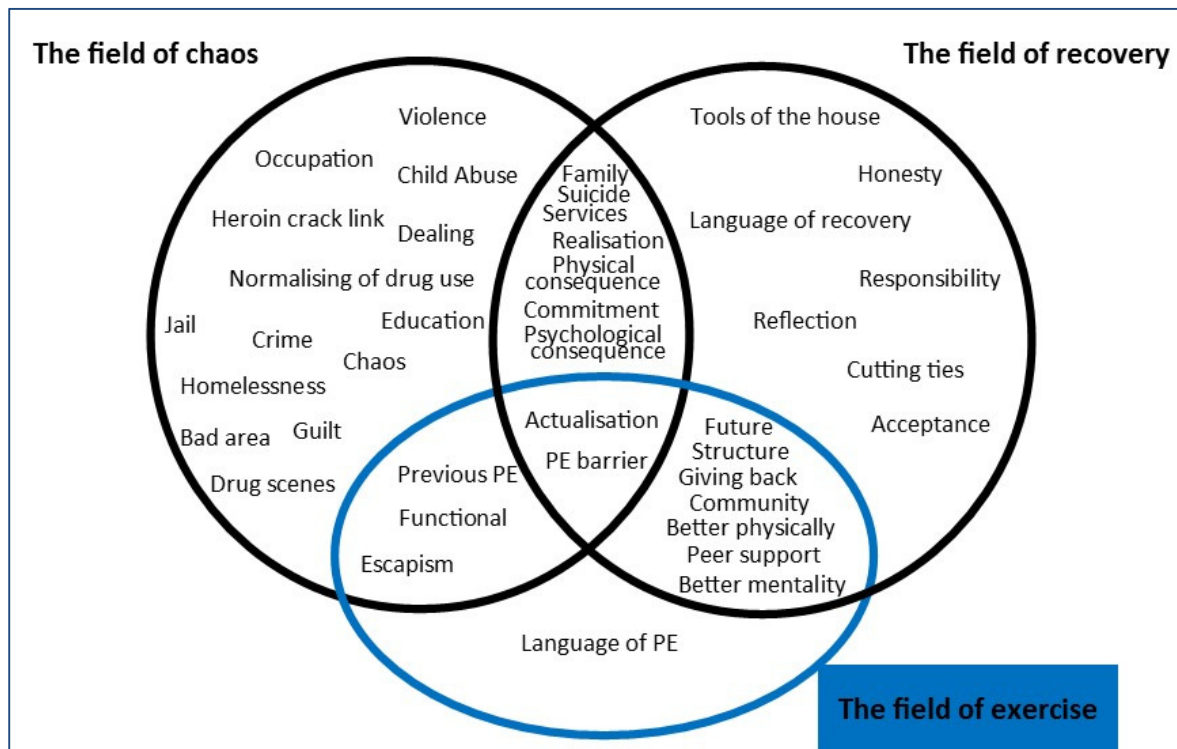 The field of chaos
The field of recovery
Violence
Occupation
Child Abuse
Heroin crack link
Dealing
Normalising of drug use
Jail
Crime
Education
Chaos
Homelessness
Bad area
Guilt
Drug scenes
Family
Suicide
Services
Realisation
Physical
consequence
Commitment
Psychological
consequence
Tools of the house
Honesty
Language of recovery
Responsibility
Reflection
Cutting ties
Acceptance
Actualisation
PE barrier
Previous PE
Functional
Escapism
Future
Structure
Giving back
Community
Better physically
Peer support
Better mentality
Language of PE
The field of exercise